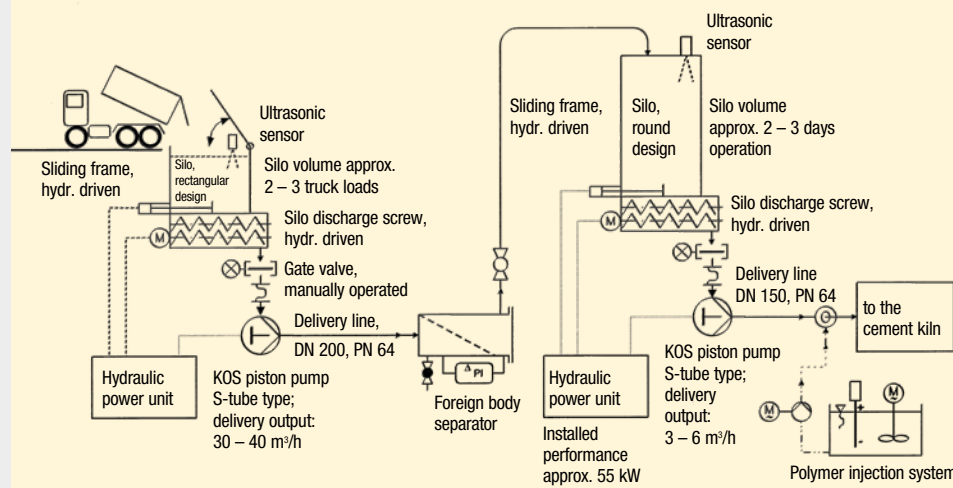 Ultrasonic
sensor
Sliding frame,
hydr. driven
Silo,
rectangular
design
Silo volume approx.
2 – 3 truck loads
Silo discharge screw,
hydr. driven
M
Gate valve,
manually operated
Delivery line,
DN 200, PN 64
Hydraulic
power unit
KOS piston pump
S-tube type;
delivery output:
30 – 40 m³/h
Δ PI
Foreign body
separator
Ultrasonic
sensor
Sliding frame,
hydr. driven
Silo,
round
design
Silo volume
approx. 2 – 3 days
operation
Silo discharge screw,
hydr. driven
M
Delivery line
DN 150, PN 64
to the
cement kiln
Hydraulic
power unit
Installed
performance
approx. 55 kW
KOS piston pump
S-tube type;
delivery
output:
3 – 6 m³/h
M
M
Polymer injection system